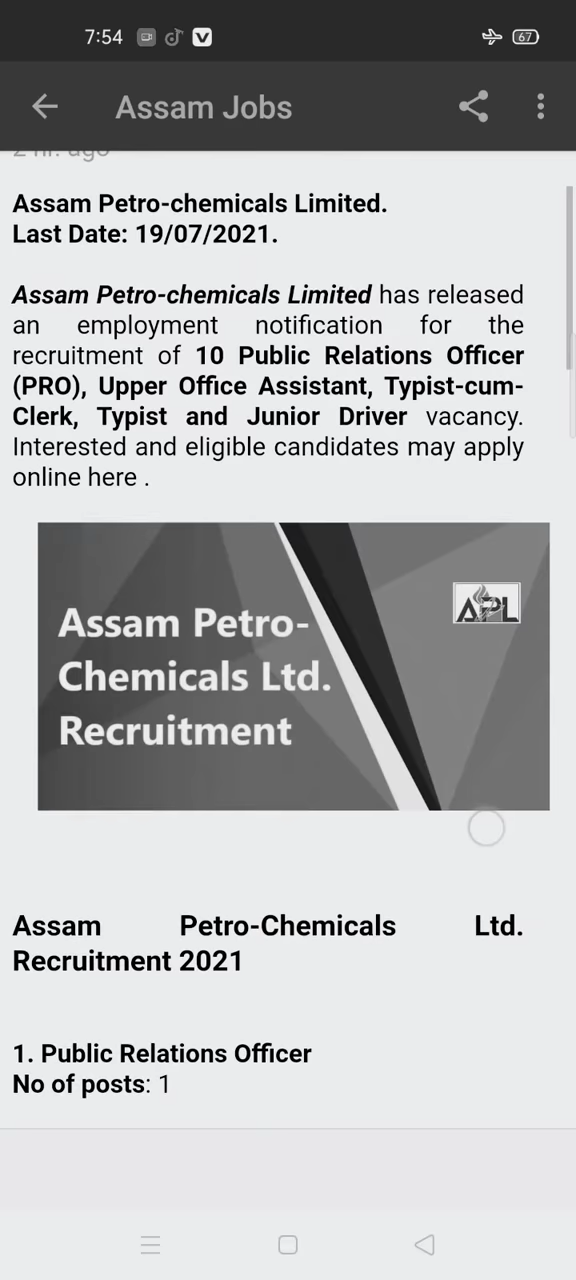 7:54
67
Assam Jobs
2 hr. ago
Assam Petro-chemicals Limited.
Last Date: 19/07/2021.
Assam Petro-chemicals Limited has released
an employment notification for the
recruitment of 10 Public Relations Officer
(PRO), Upper Office Assistant, Typist-cum-
Clerk, Typist and Junior Driver vacancy.
Interested and eligible candidates may apply
online here .
Assam Petro-
Chemicals Ltd.
Recruitment
APL
Assam Petro-Chemicals Ltd.
Recruitment 2021
1. Public Relations Officer
No of posts: 1